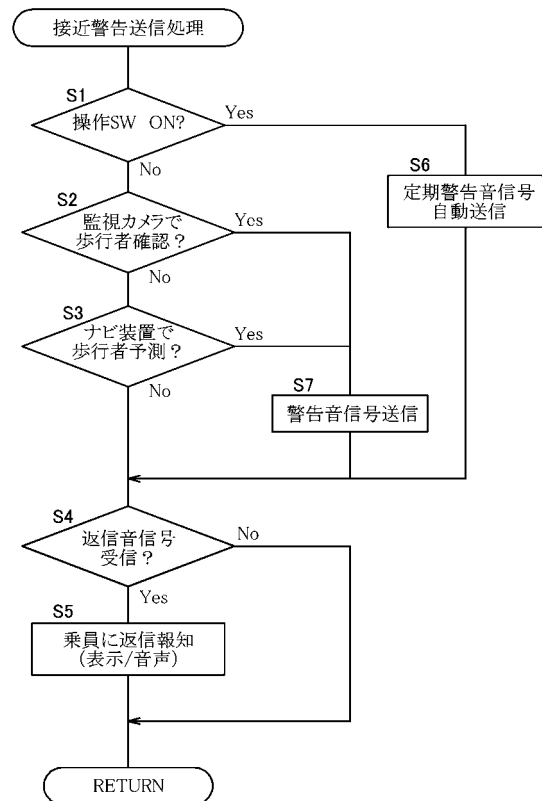 接近警告送信処理
S1
操作SW ON?
Yes
No
S6
定期警告音信号
自動送信
S2
監視カメラで
歩行者確認？
Yes
No
S3
ナビ装置で
歩行者予測？
Yes
No
S7
警告音信号送信
S4
返信音信号
受信？
No
Yes
S5
乗員に返信報知
(表示/音声)
RETURN